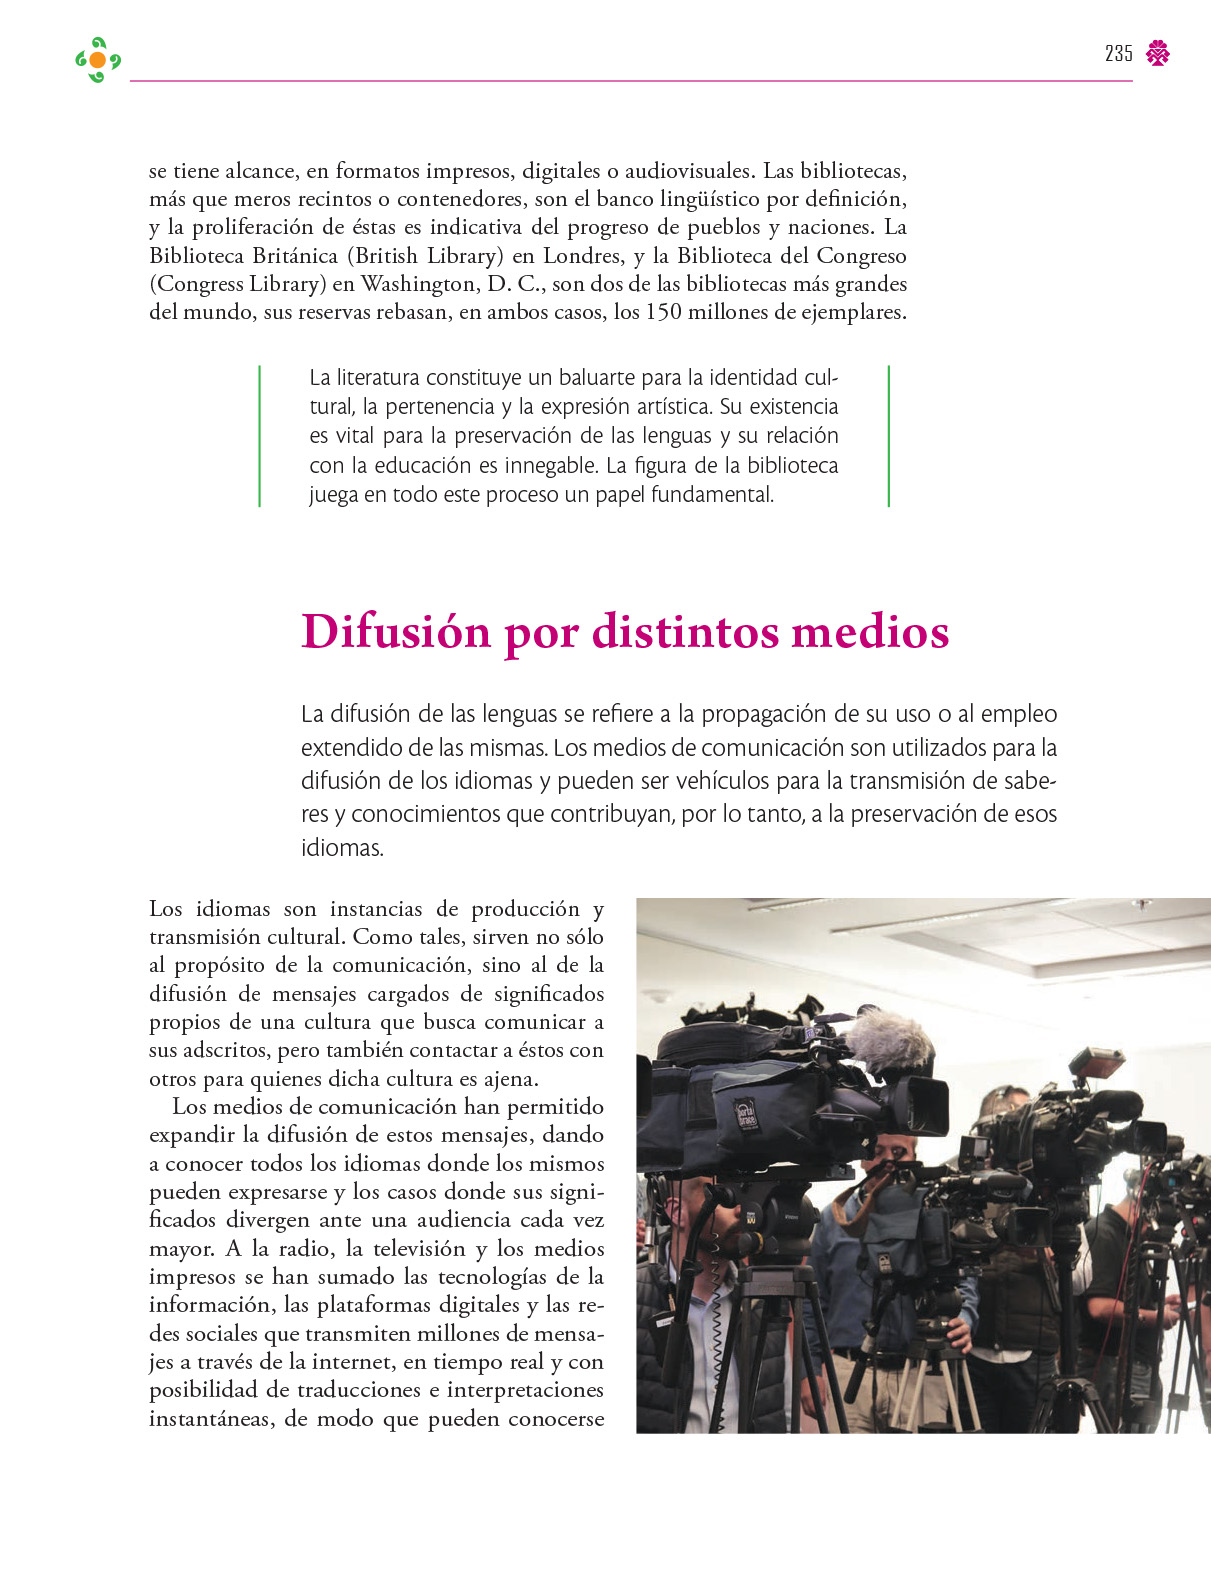 235
se tiene alcance, en formatos impresos, digitales o audiovisuales. Las bibliotecas,
más que meros recintos o contenedores, son el banco lingüístico por definición,
y la proliferación de éstas es indicativa del progreso de pueblos y naciones. La
Biblioteca Británica (British Library) en Londres, y la Biblioteca del Congreso
(Congress Library) en Washington, D. C., son dos de las bibliotecas más grandes
del mundo, sus reservas rebasan, en ambos casos, los 150 millones de ejemplares.
La literatura constituye un baluarte para la identidad cul-
tural, la pertenencia y la expresión artística. Su existencia
es vital para la preservación de las lenguas y su relación
con la educación es innegable. La figura de la biblioteca
juega en todo este proceso un papel fundamental.
Difusión por distintos medios
La difusión de las lenguas se refiere a la propagación de su uso o al empleo
extendido de las mismas. Los medios de comunicación son utilizados para la
difusión de los idiomas y pueden ser vehículos para la transmisión de sabe-
res y conocimientos que contribuyan, por lo tanto, a la preservación de esos
idiomas.
Los idiomas son instancias de producción y
transmisión cultural. Como tales, sirven no sólo
al propósito de la comunicación, sino al de la
difusión de mensajes cargados de significados
propios de una cultura que busca comunicar a
sus adscritos, pero también contactar a éstos con
otros para quienes dicha cultura es ajena.
Los medios de comunicación han permitido
expandir la difusión de estos mensajes, dando
a conocer todos los idiomas donde los mismos
pueden expresarse y los casos donde sus signi-
ficados divergen ante una audiencia cada vez
mayor. A la radio, la televisión y los medios
impresos se han sumado las tecnologías de la
información, las plataformas digitales y las re-
des sociales que transmiten millones de mensa-
jes a través de la internet, en tiempo real y con
posibilidad de traducciones e interpretaciones
instantáneas, de modo que pueden conocerse
porta
brace